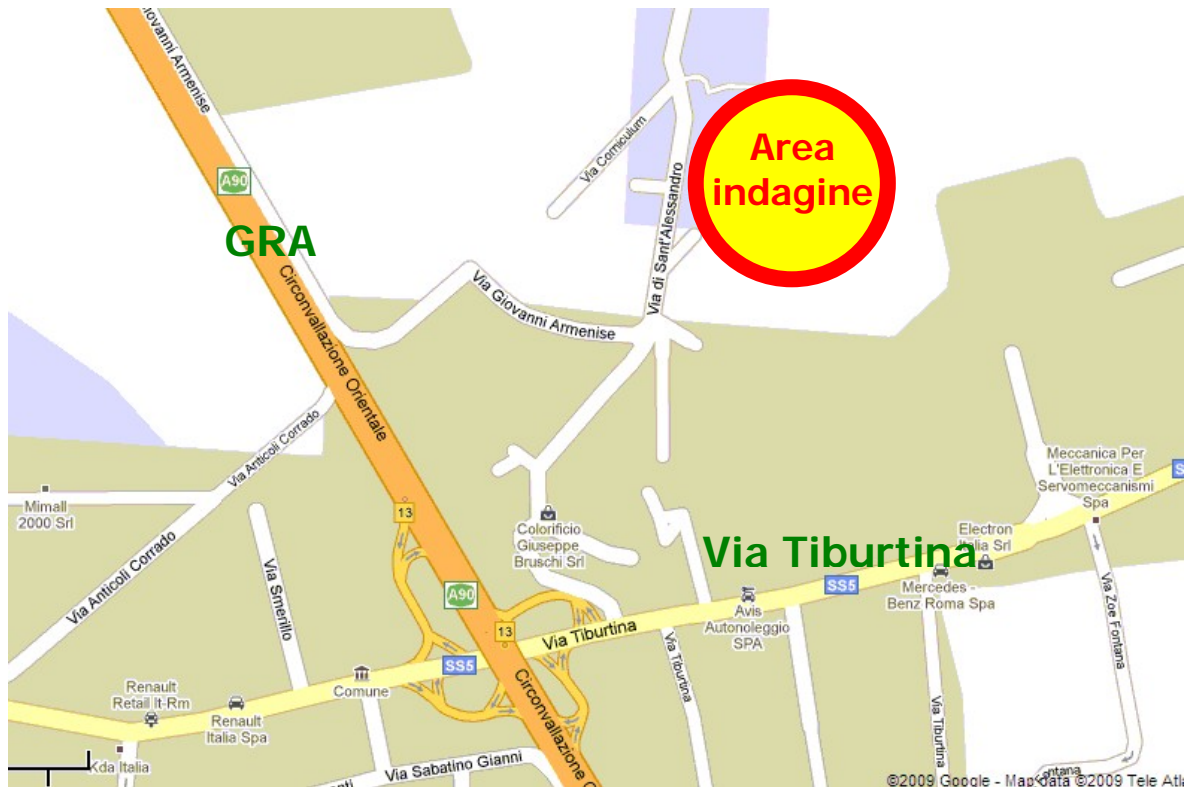 Giovanni Armenise
Area
indagine
Via Corniculum
A90
GRA
Via di Sant'Alessandro
Circonvallazione Orientale
Via Giovanni Armenise
Via Anticoli Corrado
Mimall
2000 Srl
13
Colorificio
Giuseppe
Bruschi Srl
Meccanica Per
L'Elettronica E
Servomeccanismi
Spa
Electron
Italia Srl
Via Tiburtina
SS5
Mercedes -
Benz Roma Spa
Avis
Autonoleggio
SPA
Via Anticoli Corrado
Via Smerillo
A90
13
Via Tiburtina
SS5
Comune
Renault
Retail It-Rm
Renault
Italia Spa
Kda Italia
Via Sabatino Gianni
Circonvallazione
Via Tiburtina
Via Tiburtina
Via Zoe Fontana
Fontana
©2009 Google - Map data ©2009 Tele Atla